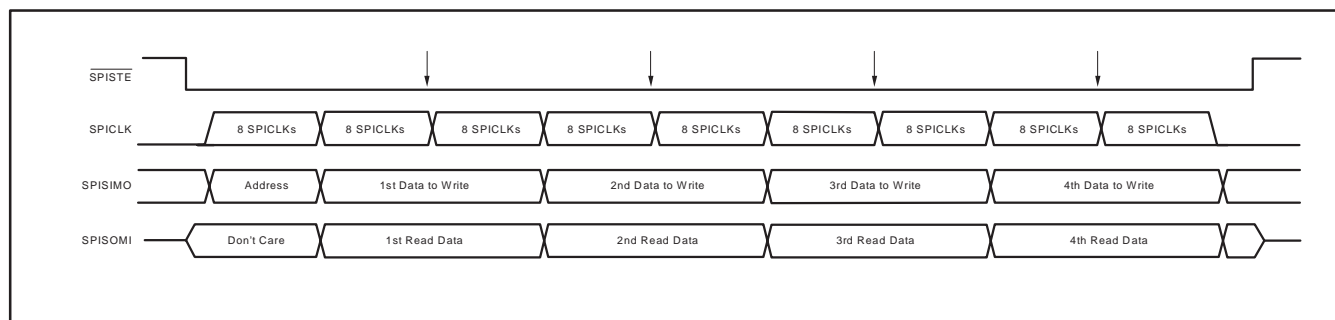 SPISTE
SPICLK 8 SPICLKs 8 SPICLKs 8 SPICLKs 8 SPICLKs 8 SPICLKs 8 SPICLKs 8 SPICLKs 8 SPICLKs 8 SPICLKs
SPISIMO Address 1st Data to Write 2nd Data to Write 3rd Data to Write 4th Data to Write
SPISOMI Don't Care 1st Read Data 2nd Read Data 3rd Read Data 4th Read Data